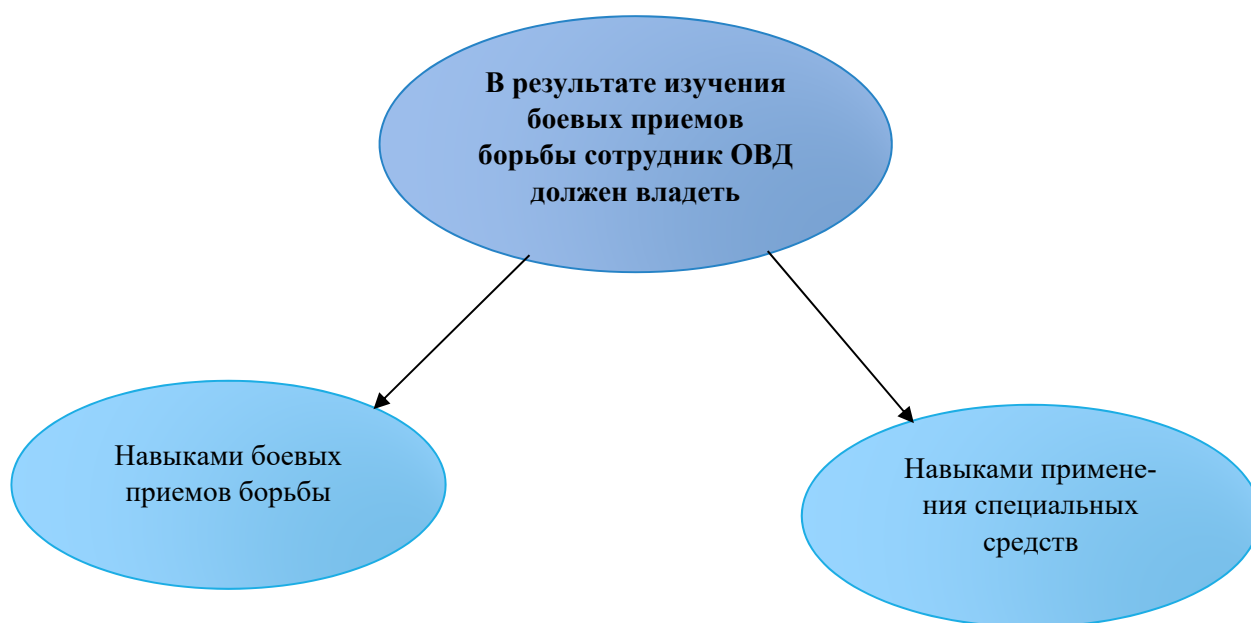 В результате изучения
боевых приемов
борьбы сотрудник ОВД
должен владеть
Навыками боевых
приемов борьбы
Навыками примене-
ния специальных
средств